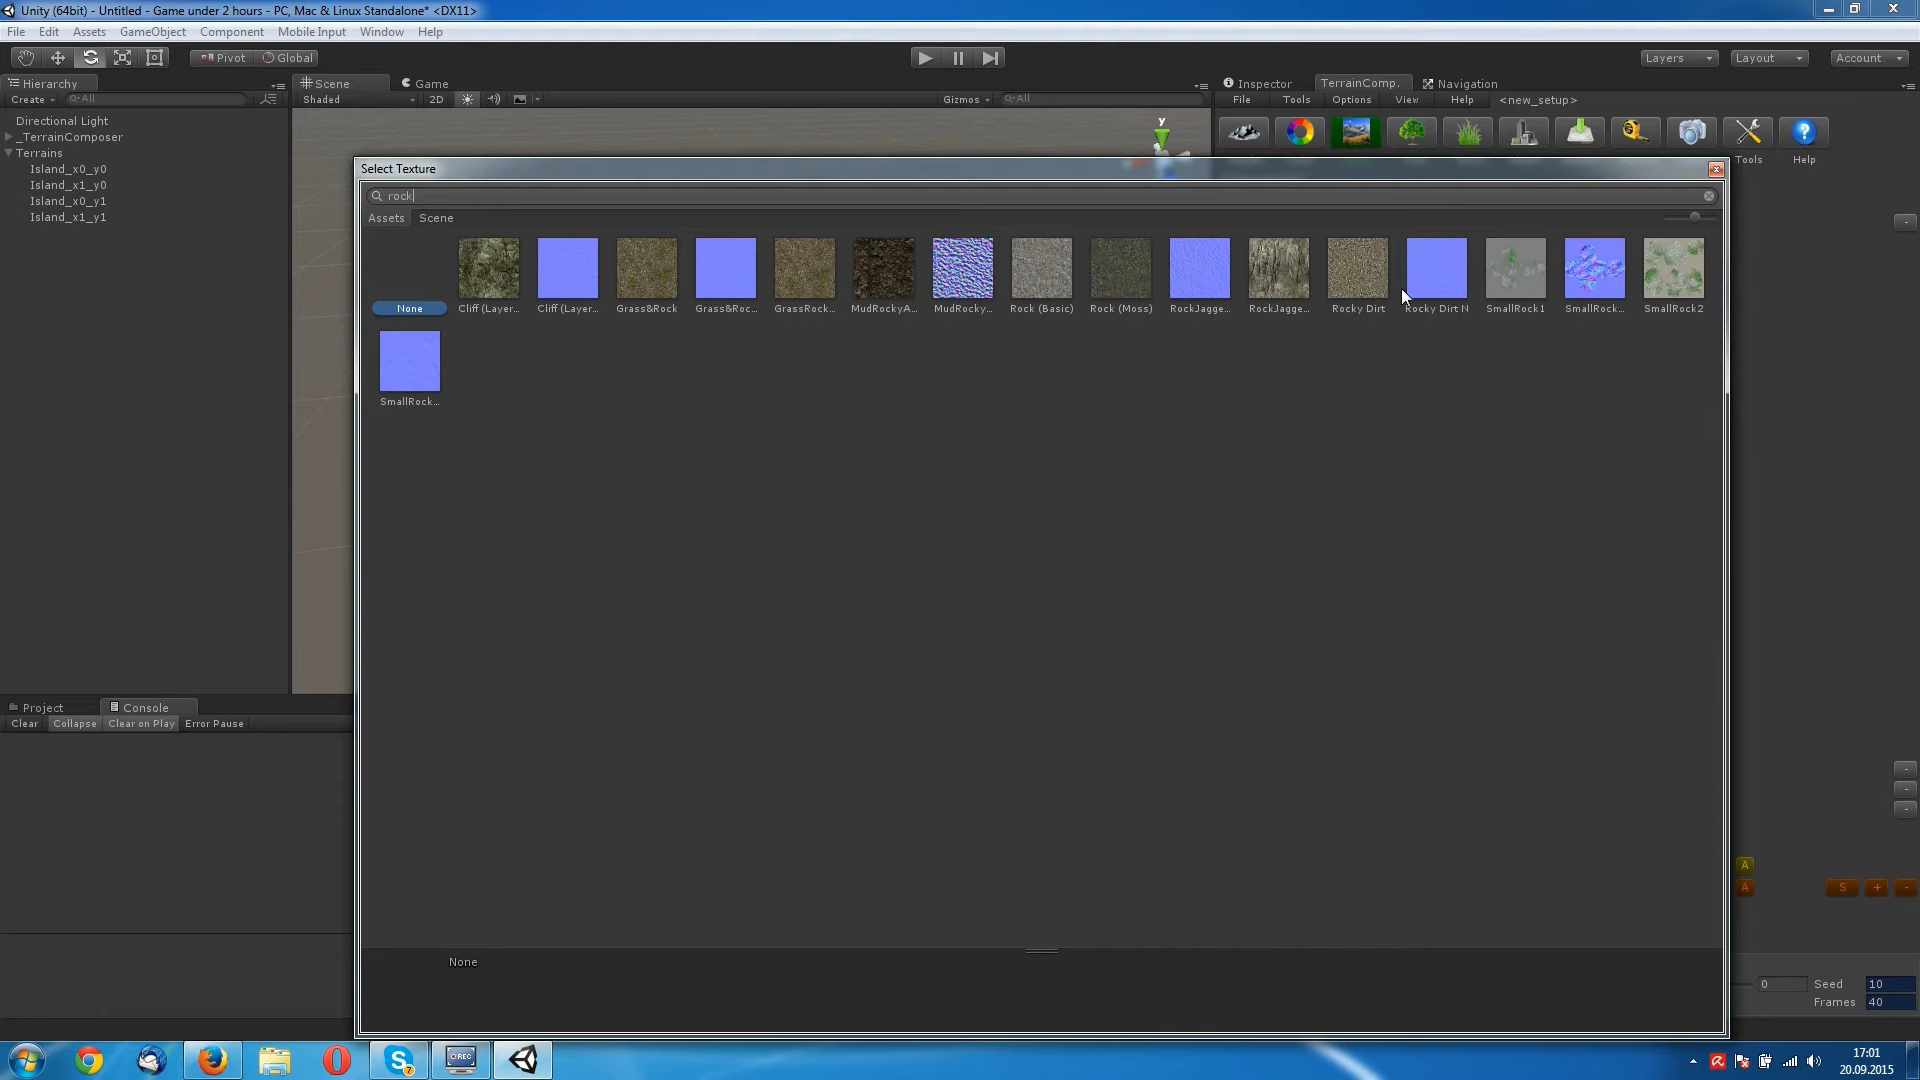 Unity (64bit) - Untitled - Game under 2 hours - PC, Mac & Linux Standalone* <DX11>
File Edit Assets GameObject Component Mobile Input Window Help
Pivot Global Layers Layout Account
Hierarchy
Create All
Directional Light
_TerrainComposer
Terrains
Island_x0_y0
Island_x1_y0
Island_x0_y1
Island_x1_y1
Scene Game
Shaded 2D Gizmos All
y
Inspector TerrainComp. Navigation
File Tools Options View Help <new_setup>
Tools Help
Select Texture
rock
Assets Scene
None Cliff (Layer... Cliff (Layer... Grass&Rock Grass&Roc... GrassRock... MudRockyA... MudRocky... Rock (Basic) Rock (Moss) RockJagge... RockJagge... Rocky Dirt Rocky Dirt N SmallRock1 SmallRock... SmallRock2
SmallRock...
None
Project Console
Clear Collapse Clear on Play Error Pause
A
A S + -
0 Seed 10
Frames 40
7
REC
17:01
20.09.2015